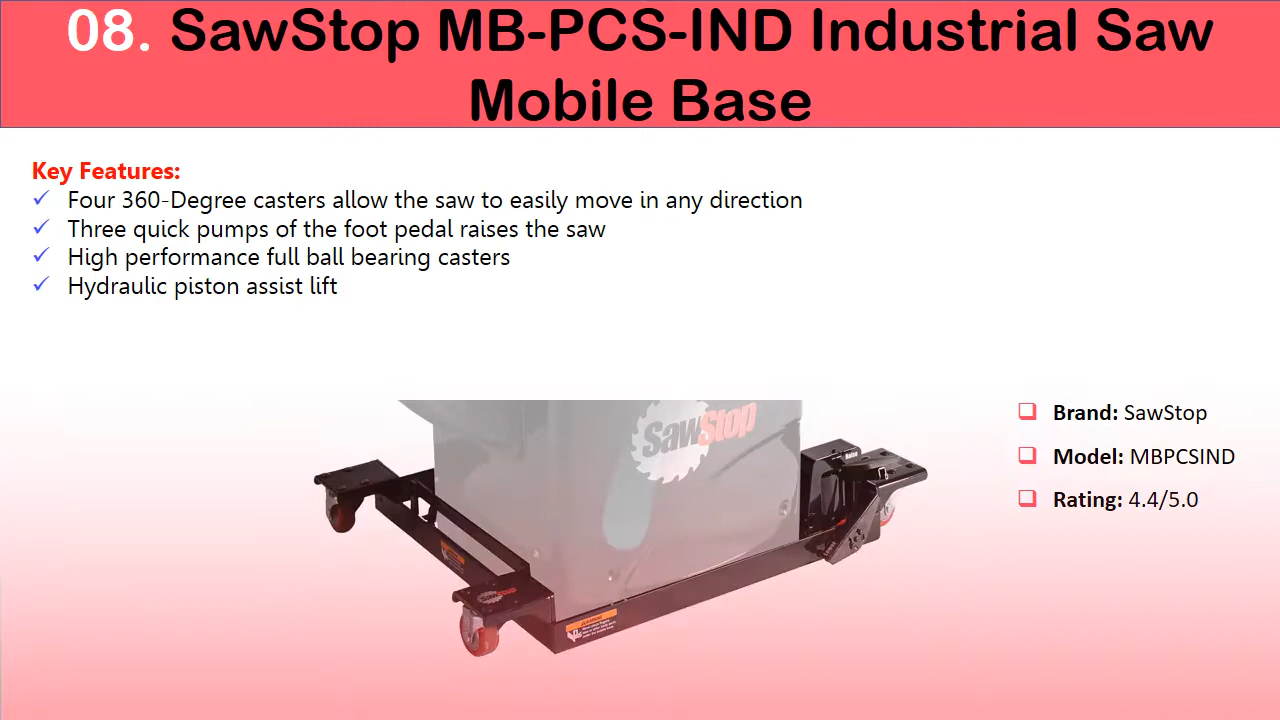 08. SawStop MB-PCS-IND Industrial Saw
Mobile Base
Key Features:
✓ Four 360-Degree casters allow the saw to easily move in any direction
✓ Three quick pumps of the foot pedal raises the saw
✓ High performance full ball bearing casters
✓ Hydraulic piston assist lift
SawStop
❑ Brand: SawStop
❑ Model: MBPCSIND
❑ Rating: 4.4/5.0